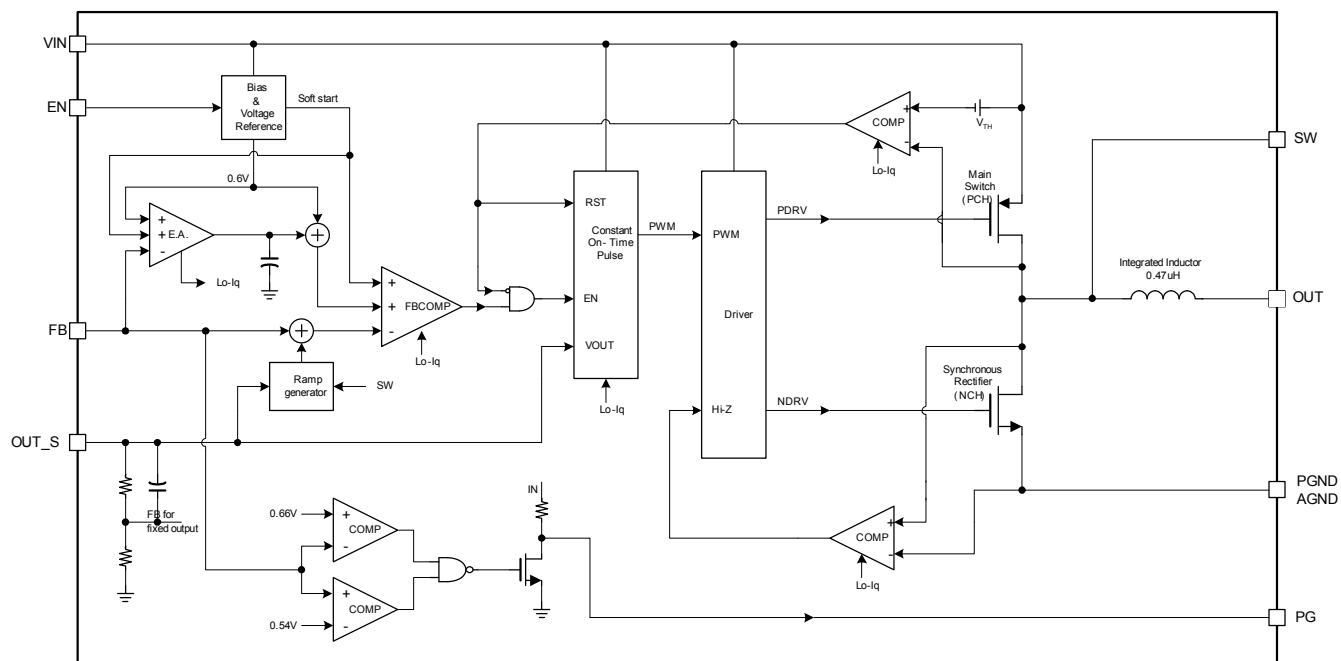 VIN
EN
Bias
&
Voltage
Reference
Soft start
+
COMP
-
VTH
Lo-Iq
SW
0.6V
+
+ E.A.
-
+
Lo-Iq
Main
Switch
(PCH)
RST
Constant
On- Time
Pulse
EN
VOUT
PWM
PWM
Driver
Hi-Z
PDRV
NDRV
Integrated Inductor
0.47uH
OUT
+
+ FBCOMP
-
Lo-Iq
FB
+
Ramp
generator
SW
Lo-Iq
Synchronous
Rectifier
(NCH)
OUT_S
FB for
fixed output
PGND
AGND
0.66V
+
COMP
-
IN
+
COMP
-
Lo-Iq
+
COMP
-
0.54V
PG